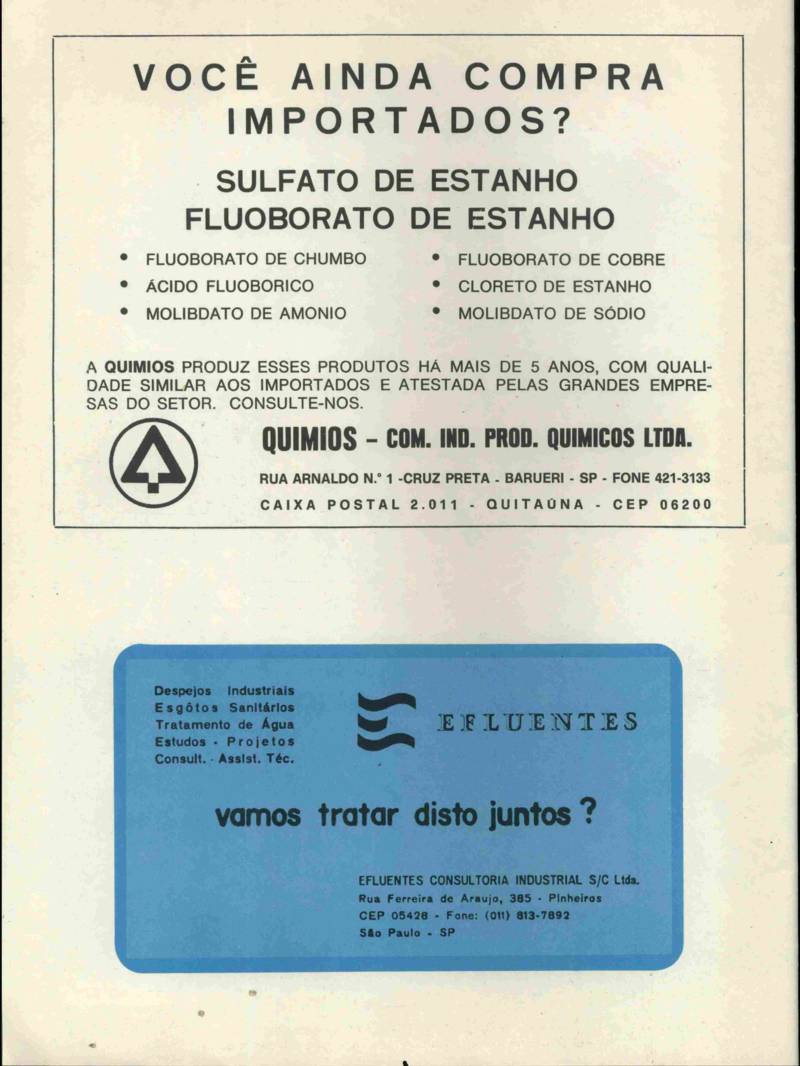 VOCÊ AINDA COMPRA
IMPORTADOS?
SULFATO DE ESTANHO
FLUOBORATO DE ESTANHO
• FLUOBORATO DE CHUMBO
• ÁCIDO FLUOBORICO
• MOLIBDATO DE AMONIO
• FLUOBORATO DE COBRE
• CLORETO DE ESTANHO
• MOLIBDATO DE SÓDIO
A QUIMIOS PRODUZ ESSES PRODUTOS HÁ MAIS DE 5 ANOS, COM QUALI-
DADE SIMILAR AOS IMPORTADOS E ATESTADA PELAS GRANDES EMPRE-
SAS DO SETOR. CONSULTE-NOS.
QUIMIOS – COM. IND. PROD. QUIMICOS LTDA.
RUA ARNALDO N.º 1 -CRUZ PRETA - BARUERI - SP - FONE 421-3133
CAIXA POSTAL 2.011 - QUITAÚNA - CEP 06200
Despejos Industriais
Esgôtos Sanitários
Tratamento de Água
Estudos - Projetos
Consult. - Assist. Téc.
EFLUENTES
vamos tratar disto juntos ?
EFLUENTES CONSULTORIA INDUSTRIAL S/C Ltda.
Rua Ferreira de Araujo, 385 - Pinheiros
CEP 05428 - Fone: (011) 813-7892
São Paulo - SP